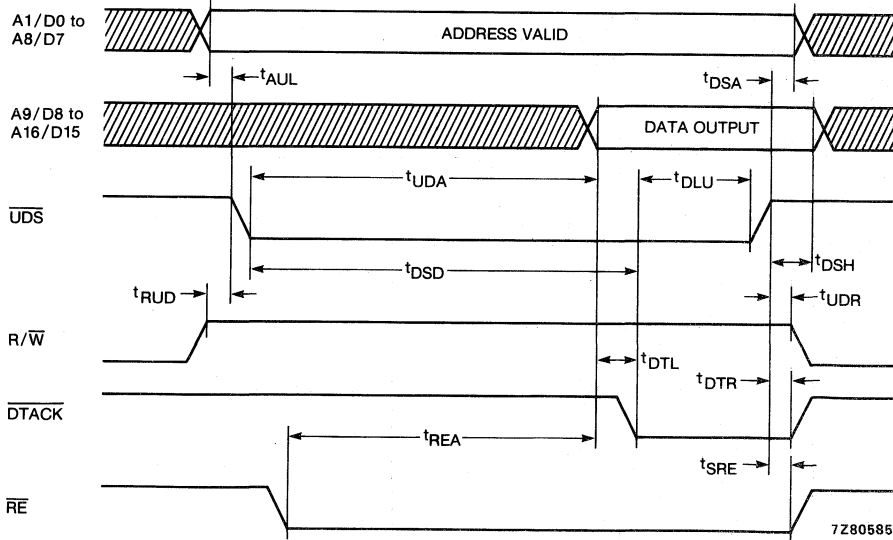 A1/D0 to
A8/D7
ADDRESS VALID
tAUL
tDSA
A9/D8 to
A16/D15
DATA OUTPUT
tUDA
tDLU
UDS
tDSD
tDSH
tRUD
tUDR
R/W
tDTL
tDTR
DTACK
tREA
tSRE
RE
7Z80585